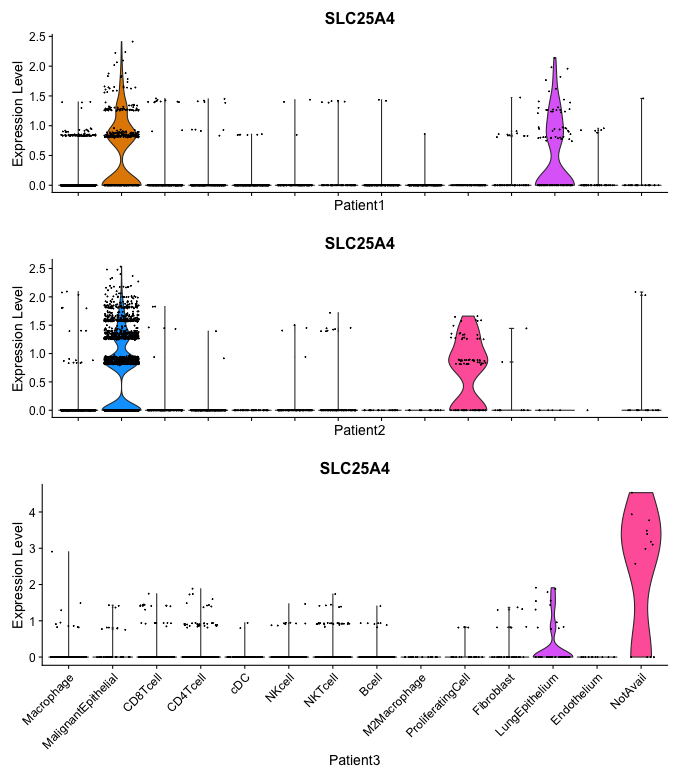 SLC25A4
Expression Level
2.5
2.0
1.5
1.0
0.5
0.0
Patient1
SLC25A4
Expression Level
2.5
2.0
1.5
1.0
0.5
0.0
Patient2
SLC25A4
Expression Level
4
3
2
1
0
Macrophage
MalignantEpithelial
CD8Tcell
CD4Tcell
cDC
NKcell
NKTcell
Bcell
M2Macrophage
ProliferatingCell
Fibroblast
LungEpithelium
Endothelium
NotAvail
Patient3